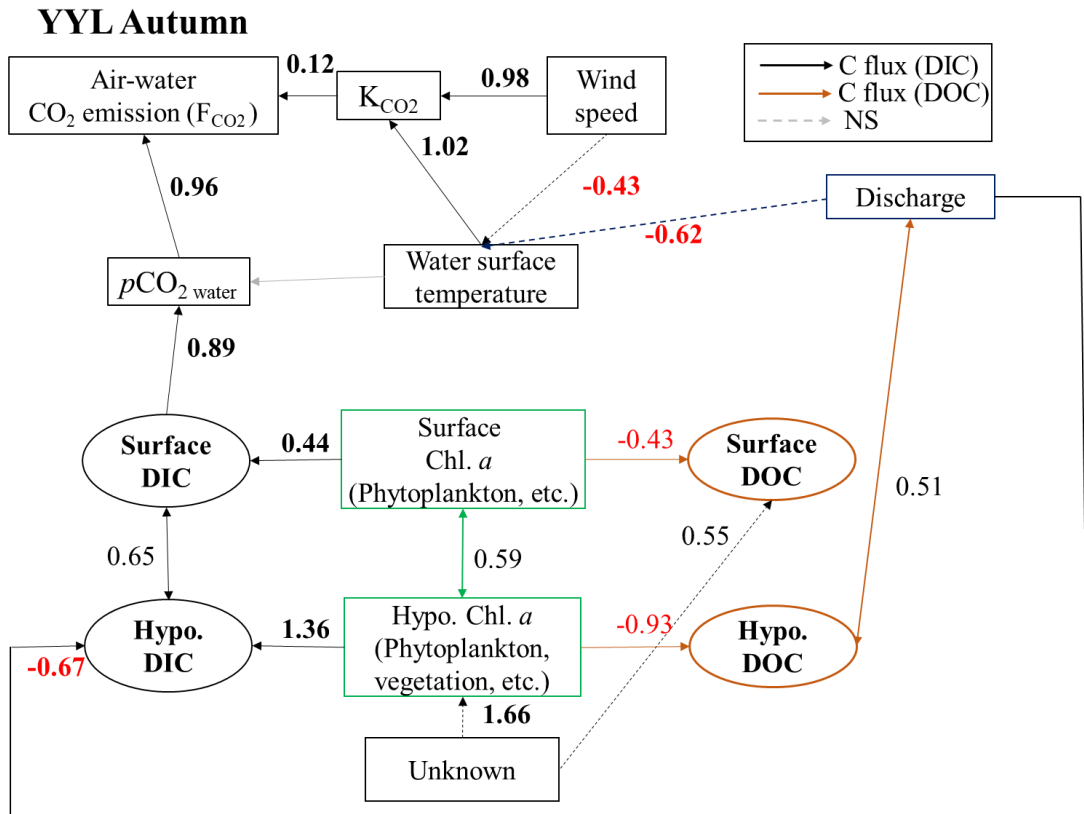 YYL Autumn
Air-water
CO₂ emission (F_CO2)
0.12
K_CO2
0.98
Wind
speed
C flux (DIC)
C flux (DOC)
NS
1.02
0.96
-0.43
Discharge
-0.62
pCO₂ water
Water surface
temperature
0.89
Surface
DIC
0.44
Surface
Chl. a
(Phytoplankton, etc.)
-0.43
Surface
DOC
0.51
0.65
0.59
0.55
Hypo.
DIC
-0.67
1.36
Hypo. Chl. a
(Phytoplankton,
vegetation, etc.)
-0.93
Hypo.
DOC
1.66
Unknown